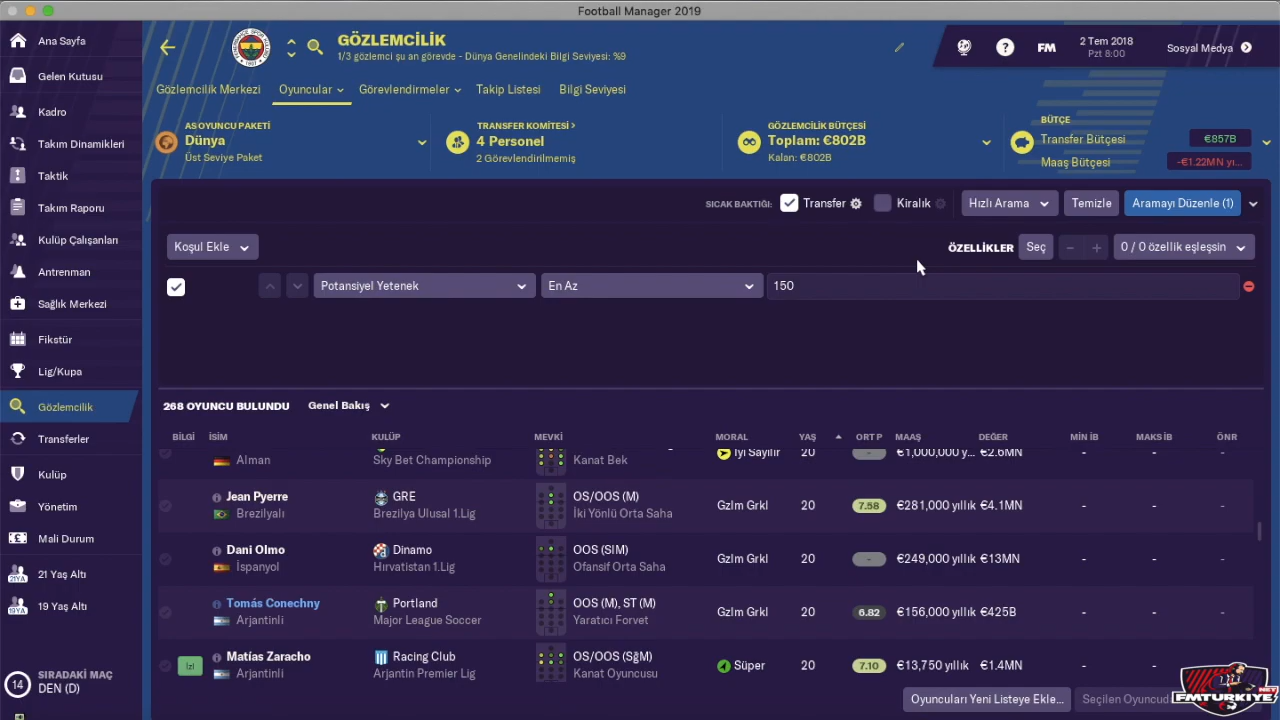 Football Manager 2019
Ana Sayfa
Gelen Kutusu
Kadro
Takım Dinamikleri
Taktik
Takım Raporu
Kulüp Çalışanları
Antrenman
Sağlık Merkezi
Fikstür
Lig/Kupa
Gözlemcilik
Transferler
Kulüp
Yönetim
Mali Durum
21YA
21 Yaş Altı
19YA
19 Yaş Altı
14
SIRADAKİ MAÇ
DEN (D)
GÖZLEMCİLİK
1/3 gözlemci şu an görevde - Dünya Genelindeki Bilgi Seviyesi: %9
? FM
2 Tem 2018
Pzt 8:00
Sosyal Medya
Gözlemcilik Merkezi Oyuncular Görevlendirmeler Takip Listesi Bilgi Seviyesi
AS OYUNCU PAKETİ
Dünya
Üst Seviye Paket
TRANSFER KOMİTESİ >
4 Personel
2 Görevlendirilmemiş
GÖZLEMCİLİK BÜTÇESİ
Toplam: €802B
Kalan: €802B
BÜTÇE
Transfer Bütçesi €857B
Maaş Bütçesi -€1.22MN yı...
SICAK BAKTIĞI: Transfer Kiralık Hızlı Arama Temizle Aramayı Düzenle (1)
Koşul Ekle ÖZELLİKLER Seç - + 0 / 0 özellik eşleşsin
Potansiyel Yetenek En Az 150
268 OYUNCU BULUNDU Genel Bakış
BİLGİ İSİM KULÜP MEVKİ MORAL YAŞ ORT P MAAŞ DEĞER MİN İB MAKS İB ÖNR
İyi Sayılır 20 - €1,000,000 y... €2.6MN - - -
Alman Sky Bet Championship Kanat Bek
Jean Pyerre GRE OS/OOS (M) Gzlm Grkl 20 7.58 €281,000 yıllık €4.1MN - - -
Brezilyalı Brezilya Ulusal 1.Lig İki Yönlü Orta Saha
Dani Olmo Dinamo OOS (SIM) Gzlm Grkl 20 - €249,000 yıllık €13MN - - -
İspanyol Hırvatistan 1.Lig Ofansif Orta Saha
Tomás Conechny Portland OOS (M), ST (M) Gzlm Grkl 20 6.82 €156,000 yıllık €425B - - -
Arjantinli Major League Soccer Yaratıcı Forvet
İzl Matías Zaracho Racing Club OS/OOS (SğM) Süper 20 7.10 €13,750 yıllık €1.4MN - - -
Arjantinli Arjantin Premier Lig Kanat Oyuncusu
Oyuncuları Yeni Listeye Ekle... Seçilen Oyuncu
FMTURKIYE
NET